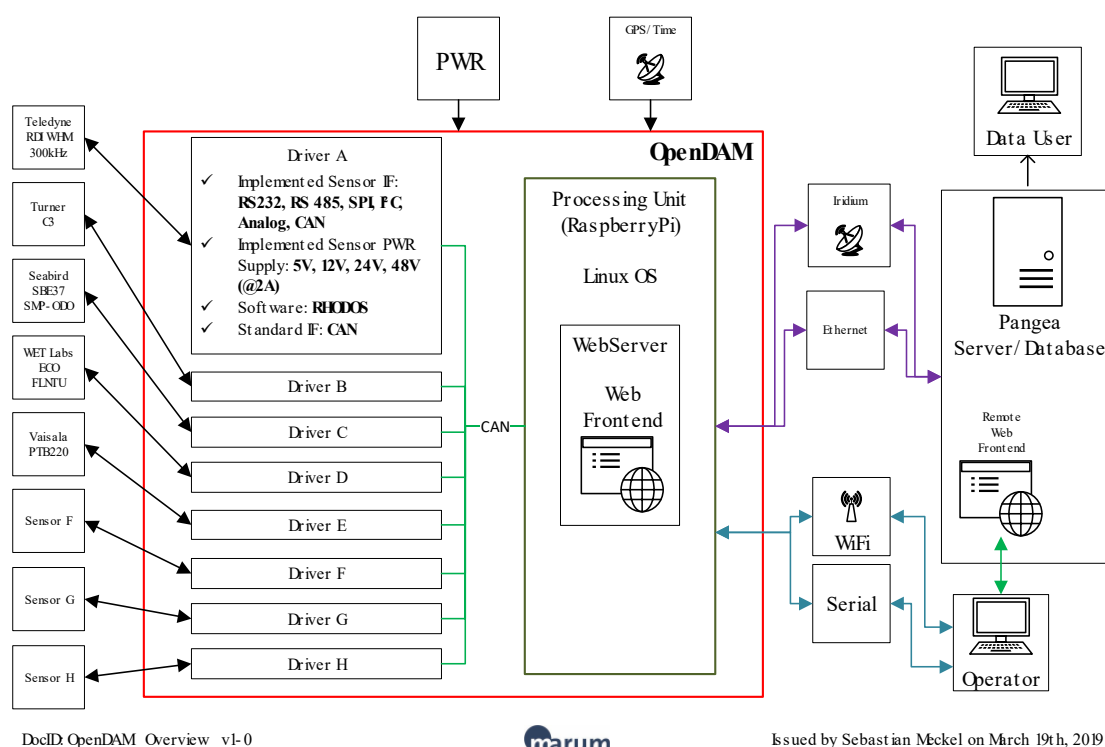 PWR
GPS/Time
Teledyne
RDI WHM
300kHz
Turner
C3
Seabird
SBE37
SMP-ODO
WET Labs
ECO
FLNTU
Vaisala
PTB220
Sensor F
Sensor G
Sensor H
OpenDAM
Driver A
✓ Implemented Sensor IF:
RS232, RS 485, SPI, I²C,
Analog, CAN
✓ Implemented Sensor PWR
Supply: 5V, 12V, 24V, 48V
(@2A)
✓ Software: RHODOS
✓ Standard IF: CAN
Driver B
Driver C
Driver D
Driver E
Driver F
Driver G
Driver H
CAN
Processing Unit
(RaspberryPi)
Linux OS
WebServer
Web
Frontend
Iridium
Ethernet
WiFi
Serial
Data User
Pangea
Server/Database
Remote
Web
Frontend
Operator
DocID: OpenDAM_Overview_v1-0
marum
Issued by Sebastian Meckel on March 19th, 2019